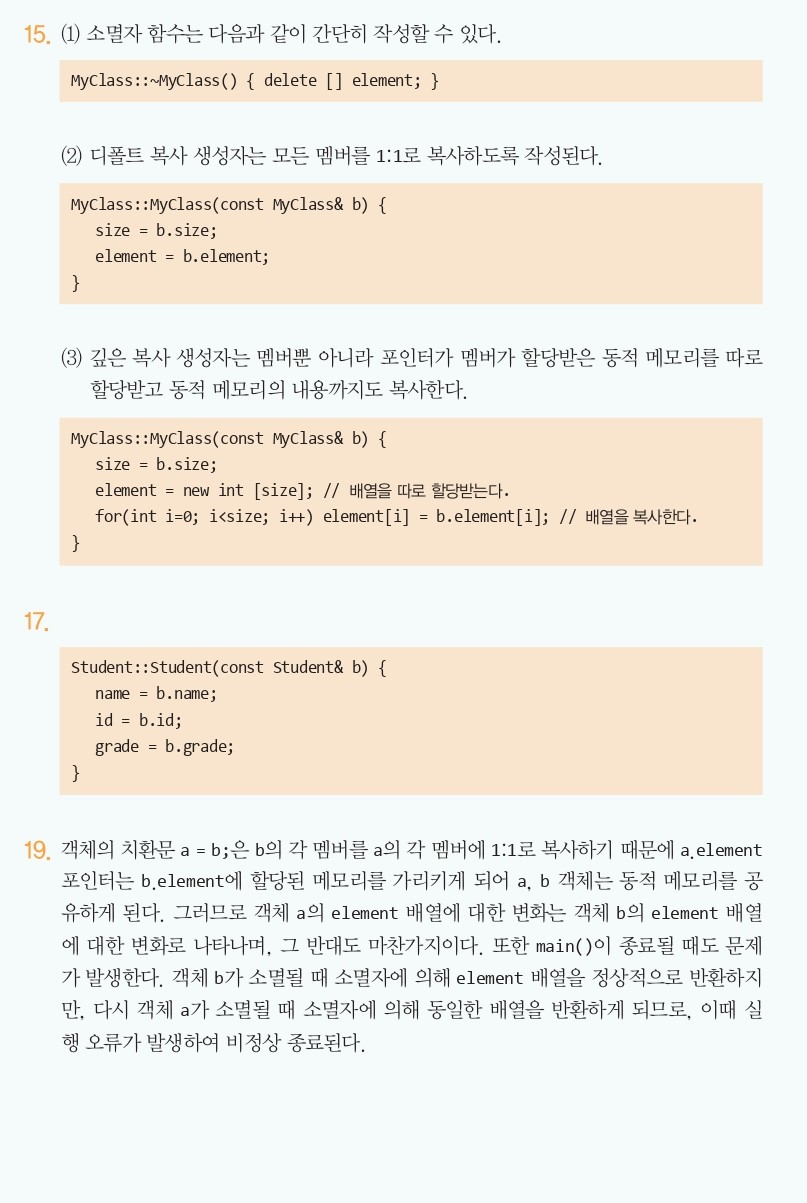 15. ⑴ 소멸자 함수는 다음과 같이 간단히 작성할 수 있다.
MyClass::~MyClass() { delete [] element; }
⑵ 디폴트 복사 생성자는 모든 멤버를 1:1로 복사하도록 작성된다.
MyClass::MyClass(const MyClass& b) {
size = b.size;
element = b.element;
}
⑶ 깊은 복사 생성자는 멤버뿐 아니라 포인터가 멤버가 할당받은 동적 메모리를 따로
할당받고 동적 메모리의 내용까지도 복사한다.
MyClass::MyClass(const MyClass& b) {
size = b.size;
element = new int [size]; // 배열을 따로 할당받는다.
for(int i=0; i<size; i++) element[i] = b.element[i]; // 배열을 복사한다.
}
17.
Student::Student(const Student& b) {
name = b.name;
id = b.id;
grade = b.grade;
}
19. 객체의 치환문 a = b;은 b의 각 멤버를 a의 각 멤버에 1:1로 복사하기 때문에 a.element
포인터는 b.element에 할당된 메모리를 가리키게 되어 a, b 객체는 동적 메모리를 공
유하게 된다. 그러므로 객체 a의 element 배열에 대한 변화는 객체 b의 element 배열
에 대한 변화로 나타나며, 그 반대도 마찬가지이다. 또한 main()이 종료될 때도 문제
가 발생한다. 객체 b가 소멸될 때 소멸자에 의해 element 배열을 정상적으로 반환하지
만, 다시 객체 a가 소멸될 때 소멸자에 의해 동일한 배열을 반환하게 되므로, 이때 실
행 오류가 발생하여 비정상 종료된다.